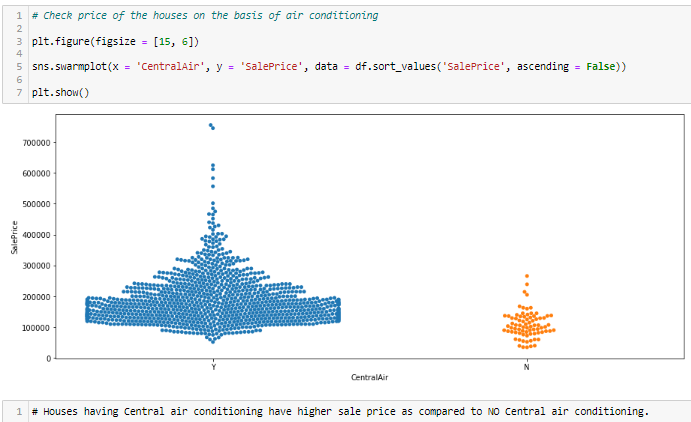 1 # Check price of the houses on the basis of air conditioning
2
3 plt.figure(figsize = [15, 6])
4
5 sns.swarmplot(x = 'CentralAir', y = 'SalePrice', data = df.sort_values('SalePrice', ascending = False))
6
7 plt.show()
700000
600000
500000
400000
300000
200000
100000
0
SalePrice
Y N
CentralAir
1 # Houses having Central air conditioning have higher sale price as compared to NO Central air conditioning.